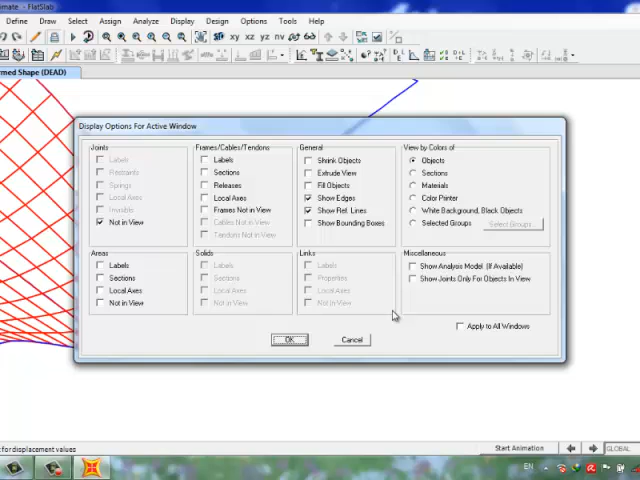 imate - FlatSlab
Define Draw Select Assign Analyze Display Design Options Tools Help
xy xz yz nv
rmed Shape (DEAD)
Display Options For Active Window
Joints
Labels
Restraints
Springs
Local Axes
Invisible
Not in View
Frames/Cables/Tendons
Labels
Sections
Releases
Local Axes
Frames Not in View
Cables Not in View
Tendons Not in View
General
Shrink Objects
Extrude View
Fill Objects
Show Edges
Show Ref. Lines
Show Bounding Boxes
View by Colors of
Objects
Sections
Materials
Color Printer
White Background, Black Objects
Selected Groups
Select Groups...
Areas
Labels
Sections
Local Axes
Not in View
Solids
Labels
Sections
Local Axes
Not in View
Links
Labels
Properties
Local Axes
Not in View
Miscellaneous
Show Analysis Model (If Available)
Show Joints Only For Objects In View
Apply to All Windows
OK
Cancel
for displacement values
Start Animation
GLOBAL
EN